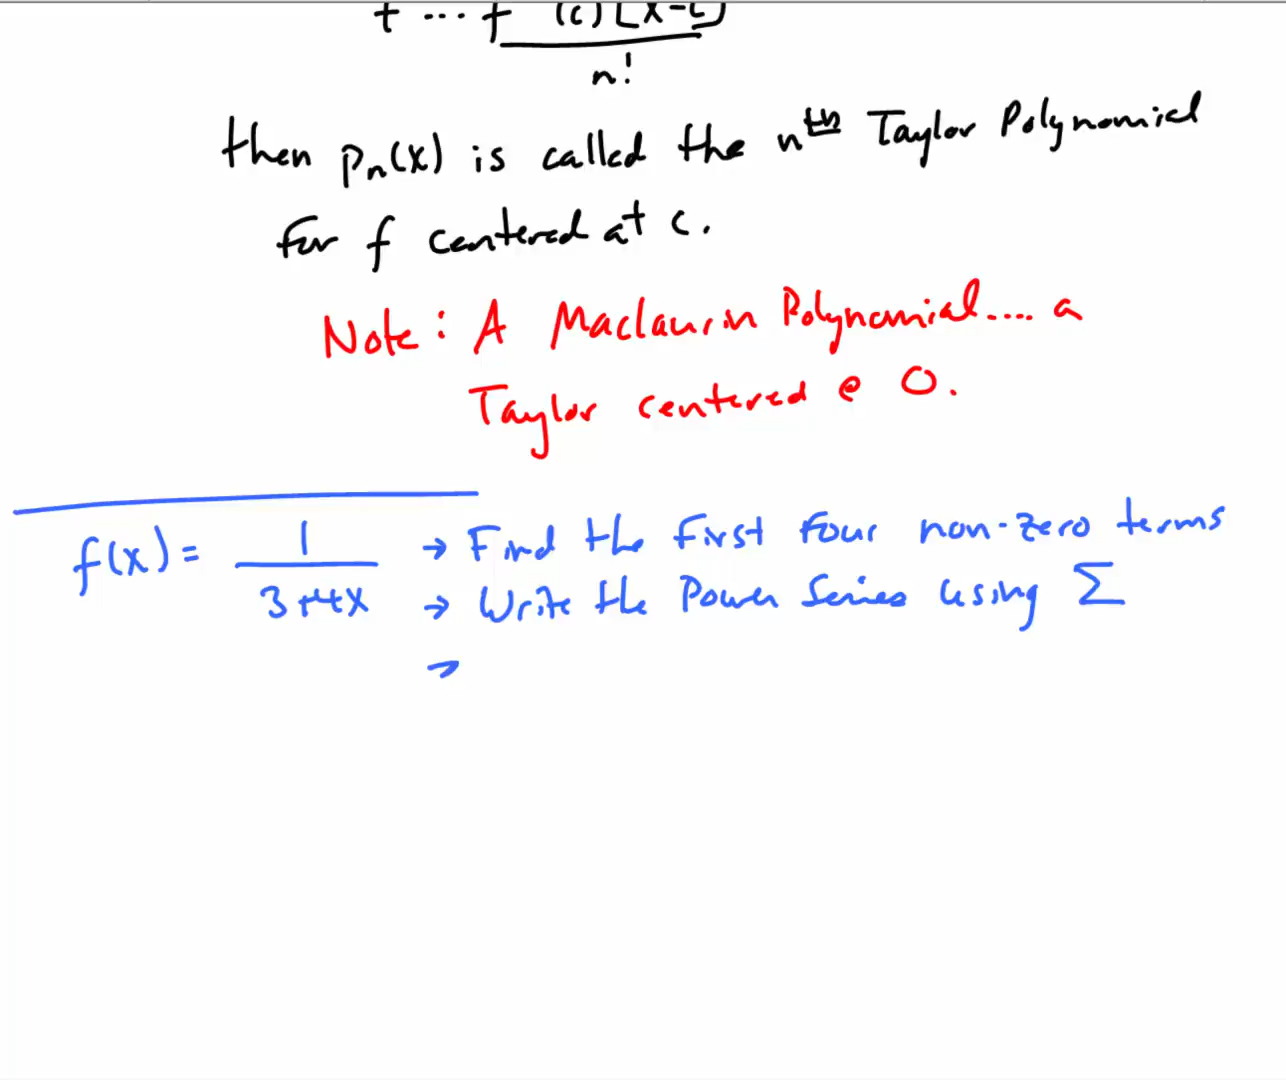 + ... f (c) [x-c]
n!
then pₙ(x) is called the nth Taylor Polynomial
for f centered at c.
Note: A Maclaurin Polynomial.... a
Taylor centered @ 0.
f(x) = 1 / 3+4x → Find the first four non-zero terms
→ Write the Power Series using Σ
→